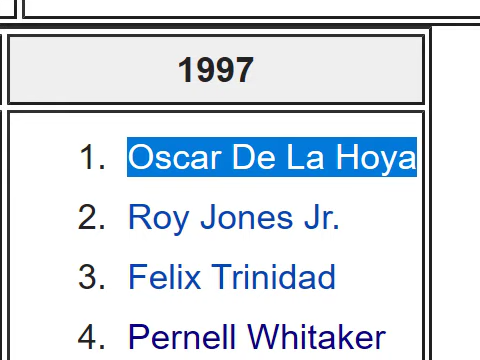 1997
1. Oscar De La Hoya
2. Roy Jones Jr.
3. Felix Trinidad
4. Pernell Whitaker